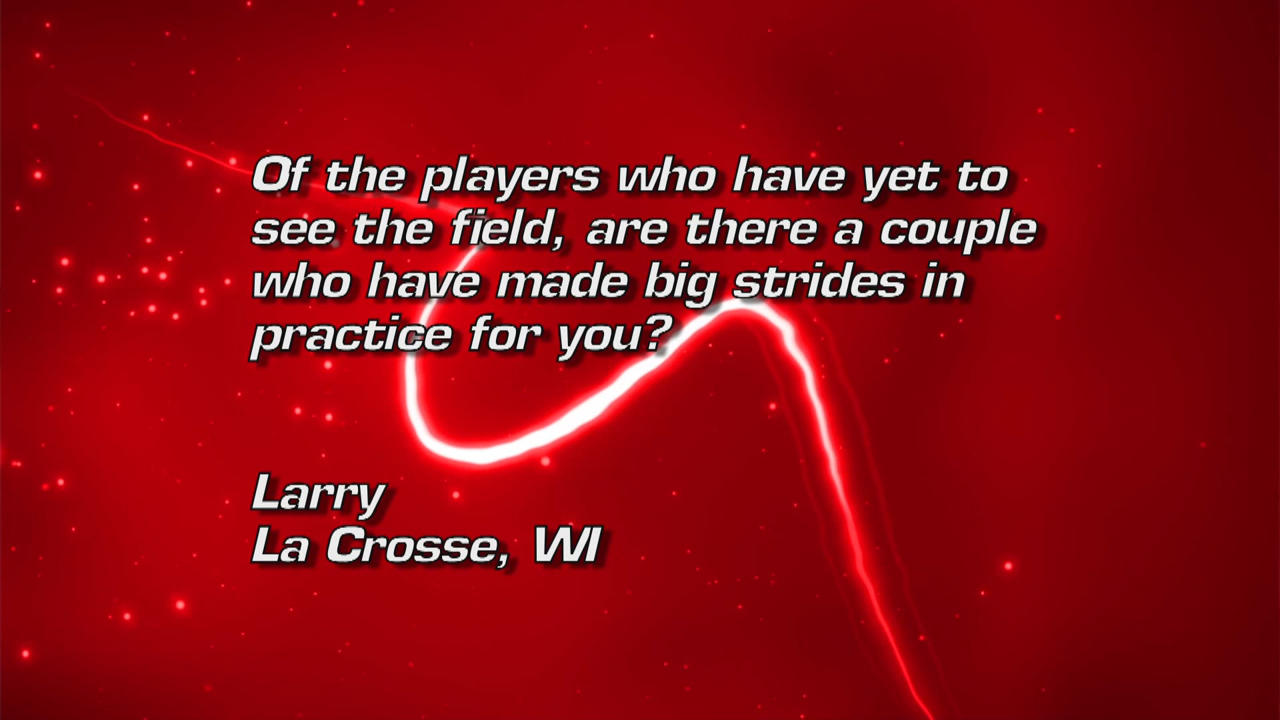 Of the players who have yet to
see the field, are there a couple
who have made big strides in
practice for you?
Larry
La Crosse, WI